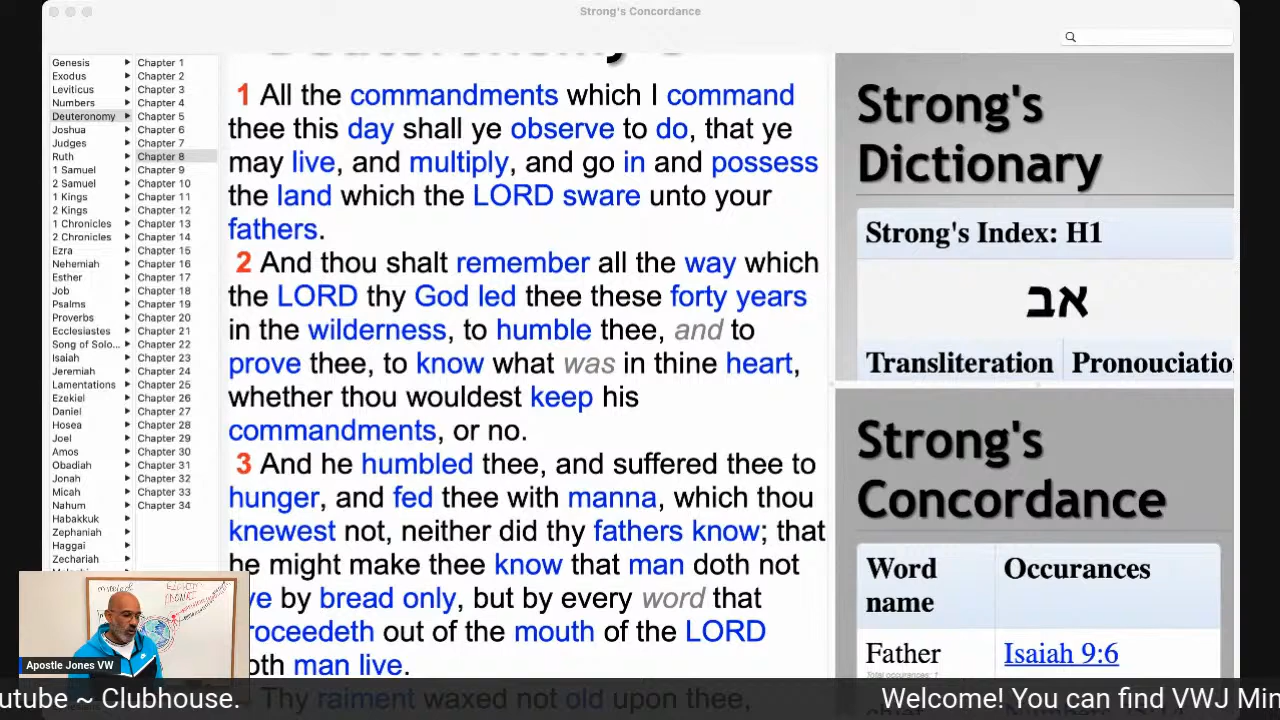 Strong's Concordance
Genesis
Exodus
Leviticus
Numbers
Deuteronomy
Joshua
Judges
Ruth
1 Samuel
2 Samuel
1 Kings
2 Kings
1 Chronicles
2 Chronicles
Ezra
Nehemiah
Esther
Job
Psalms
Proverbs
Ecclesiastes
Song of Solo...
Isaiah
Jeremiah
Lamentations
Ezekiel
Daniel
Hosea
Joel
Amos
Obadiah
Jonah
Micah
Nahum
Habakkuk
Zephaniah
Haggai
Zechariah
Chapter 1
Chapter 2
Chapter 3
Chapter 4
Chapter 5
Chapter 6
Chapter 7
Chapter 8
Chapter 9
Chapter 10
Chapter 11
Chapter 12
Chapter 13
Chapter 14
Chapter 15
Chapter 16
Chapter 17
Chapter 18
Chapter 19
Chapter 20
Chapter 21
Chapter 22
Chapter 23
Chapter 24
Chapter 25
Chapter 26
Chapter 27
Chapter 28
Chapter 29
Chapter 30
Chapter 31
Chapter 32
Chapter 33
Chapter 34
1 All the commandments which I command
thee this day shall ye observe to do, that ye
may live, and multiply, and go in and possess
the land which the LORD sware unto your
fathers.
2 And thou shalt remember all the way which
the LORD thy God led thee these forty years
in the wilderness, to humble thee, and to
prove thee, to know what was in thine heart,
whether thou wouldest keep his
commandments, or no.
3 And he humbled thee, and suffered thee to
hunger, and fed thee with manna, which thou
knewest not, neither did thy fathers know; that
he might make thee know that man doth not
by bread only, but by every word that
roceedeth out of the mouth of the LORD
oth man live.
Thy raiment waxed not old upon thee,
Strong's
Dictionary
Strong's Index: H1
אב
Transliteration Pronouciatio
Strong's
Concordance
Word name Occurances
Father Isaiah 9:6
Total occurances: 1
Apostle Jones VW
utube ~ Clubhouse.
Welcome! You can find VWJ Min